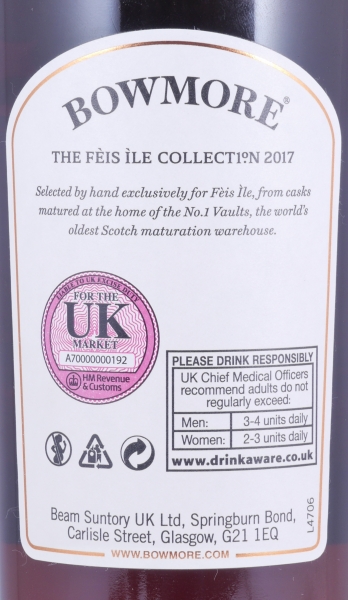 BOWMORE®
THE FÈIS ÌLE COLLECT1oN 2017
Selected by hand exclusively for Fèis Ìle, from casks
matured at the home of the No.1 Vaults, the world's
oldest Scotch maturation warehouse.
LIABLE TO UK EXCISE DUTY
FOR THE
UK
MARKET
A70000000192
HM Revenue
& Customs
PLEASE DRINK RESPONSIBLY
UK Chief Medical Officers
recommend adults do not
regularly exceed:
Men: 3-4 units daily
Women: 2-3 units daily
www.drinkaware.co.uk
L4706
Beam Suntory UK Ltd, Springburn Bond,
Carlisle Street, Glasgow, G21 1EQ
WWW.BOWMORE.COM